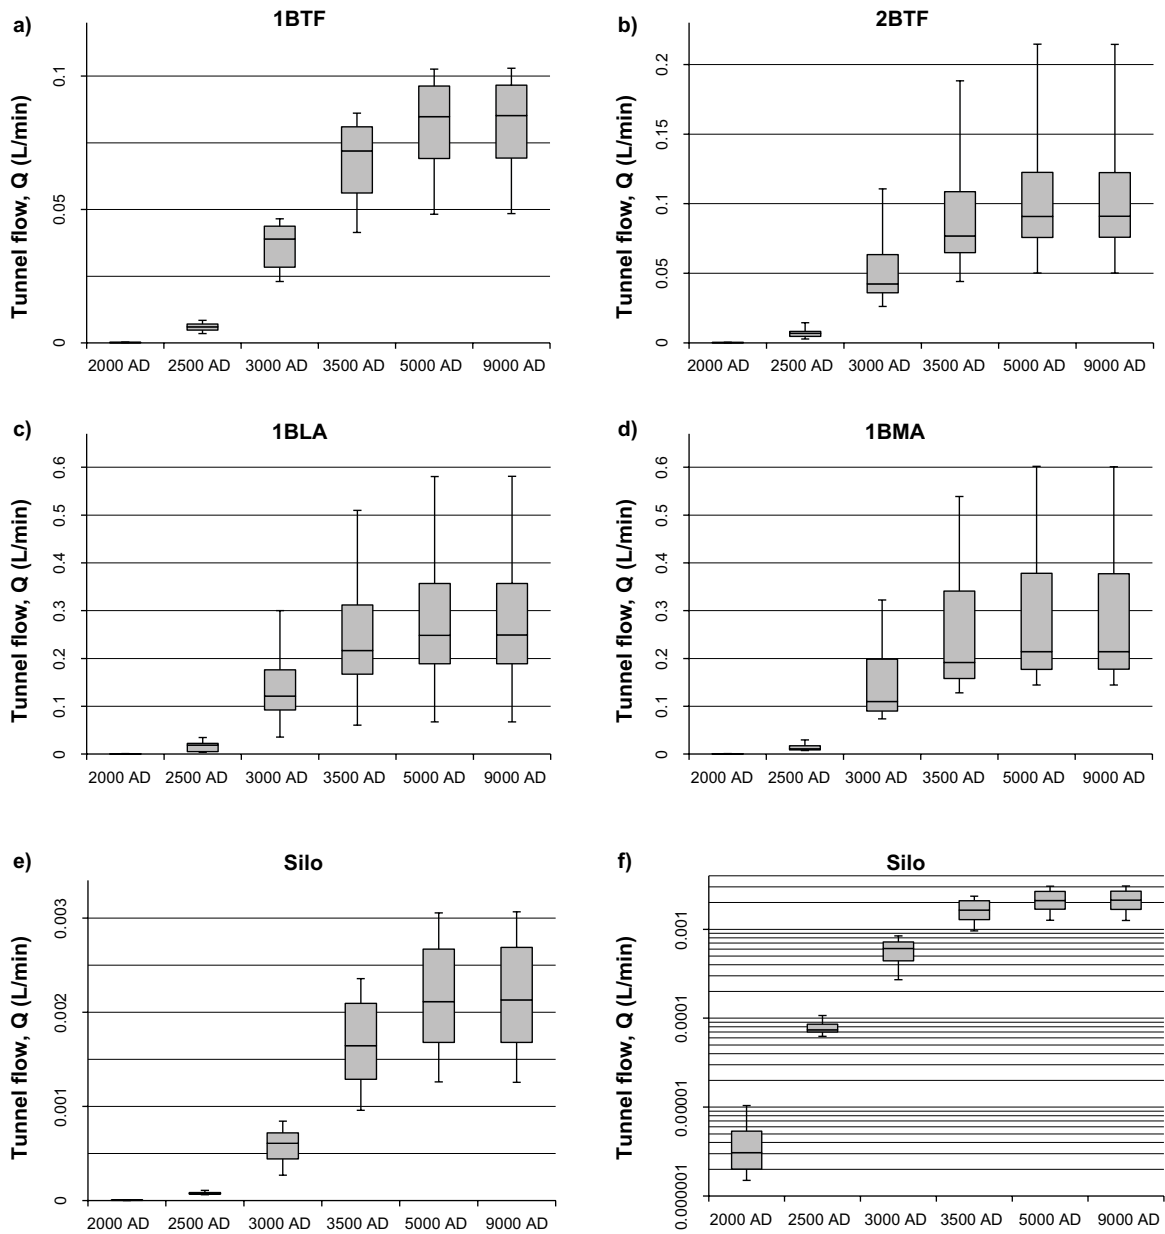 a)
1BTF
Tunnel flow, Q (L/min)
0.1
0.05
0
2000 AD 2500 AD 3000 AD 3500 AD 5000 AD 9000 AD
b)
2BTF
Tunnel flow, Q (L/min)
0.2
0.15
0.1
0.05
0
2000 AD 2500 AD 3000 AD 3500 AD 5000 AD 9000 AD
c)
1BLA
Tunnel flow, Q (L/min)
0.6
0.5
0.4
0.3
0.2
0.1
0
2000 AD 2500 AD 3000 AD 3500 AD 5000 AD 9000 AD
d)
1BMA
Tunnel flow, Q (L/min)
0.6
0.5
0.4
0.3
0.2
0.1
0
2000 AD 2500 AD 3000 AD 3500 AD 5000 AD 9000 AD
e)
Silo
Tunnel flow, Q (L/min)
0.003
0.002
0.001
0
2000 AD 2500 AD 3000 AD 3500 AD 5000 AD 9000 AD
f)
Silo
Tunnel flow, Q (L/min)
0.001
0.0001
0.00001
0.000001
2000 AD 2500 AD 3000 AD 3500 AD 5000 AD 9000 AD